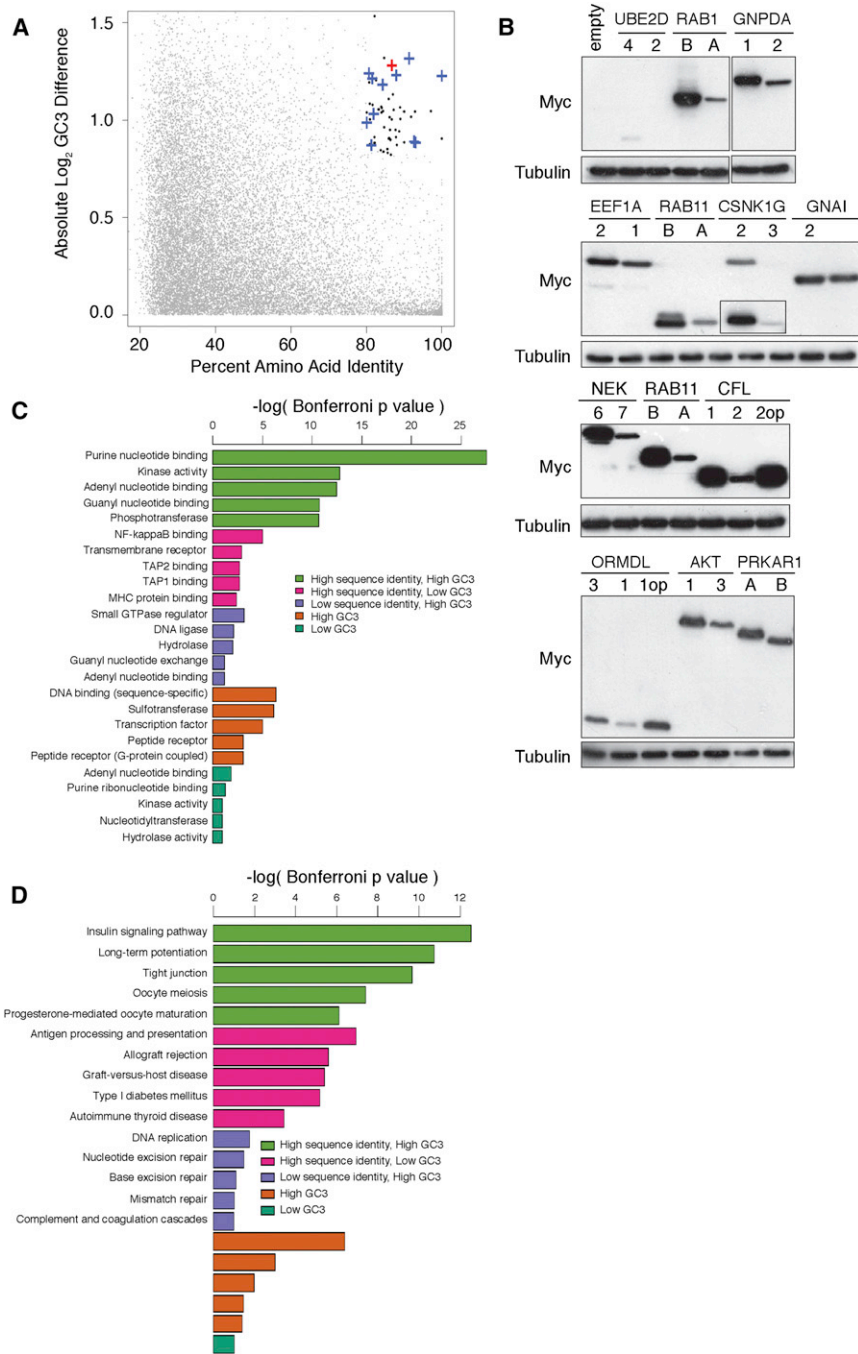 A
Absolute Log2 GC3 Difference
1.5
1.0
0.5
0.0
20 40 60 80 100
Percent Amino Acid Identity
B
empty
UBE2D RAB1 GNPDA
4 2 B A 1 2
Myc
Tubulin
EEF1A RAB11 CSNK1G GNAI
2 1 B A 2 3 2
Myc
Tubulin
NEK RAB11 CFL
6 7 B A 1 2 2op
Myc
Tubulin
ORMDL AKT PRKAR1
3 1 1op 1 3 A B
Myc
Tubulin
C
-log( Bonferroni p value )
0 5 10 15 20 25
Purine nucleotide binding
Kinase activity
Adenyl nucleotide binding
Guanyl nucleotide binding
Phosphotransferase
NF-kappaB binding
Transmembrane receptor
TAP2 binding
TAP1 binding
MHC protein binding
Small GTPase regulator
DNA ligase
Hydrolase
Guanyl nucleotide exchange
Adenyl nucleotide binding
DNA binding (sequence-specific)
Sulfotransferase
Transcription factor
Peptide receptor
Peptide receptor (G-protein coupled)
Adenyl nucleotide binding
Purine ribonucleotide binding
Kinase activity
Nucleotidyltransferase
Hydrolase activity
High sequence identity, High GC3
High sequence identity, Low GC3
Low sequence identity, High GC3
High GC3
Low GC3
D
-log( Bonferroni p value )
0 2 4 6 8 10 12
Insulin signaling pathway
Long-term potentiation
Tight junction
Oocyte meiosis
Progesterone-mediated oocyte maturation
Antigen processing and presentation
Allograft rejection
Graft-versus-host disease
Type I diabetes mellitus
Autoimmune thyroid disease
DNA replication
Nucleotide excision repair
Base excision repair
Mismatch repair
Complement and coagulation cascades
High sequence identity, High GC3
High sequence identity, Low GC3
Low sequence identity, High GC3
High GC3
Low GC3